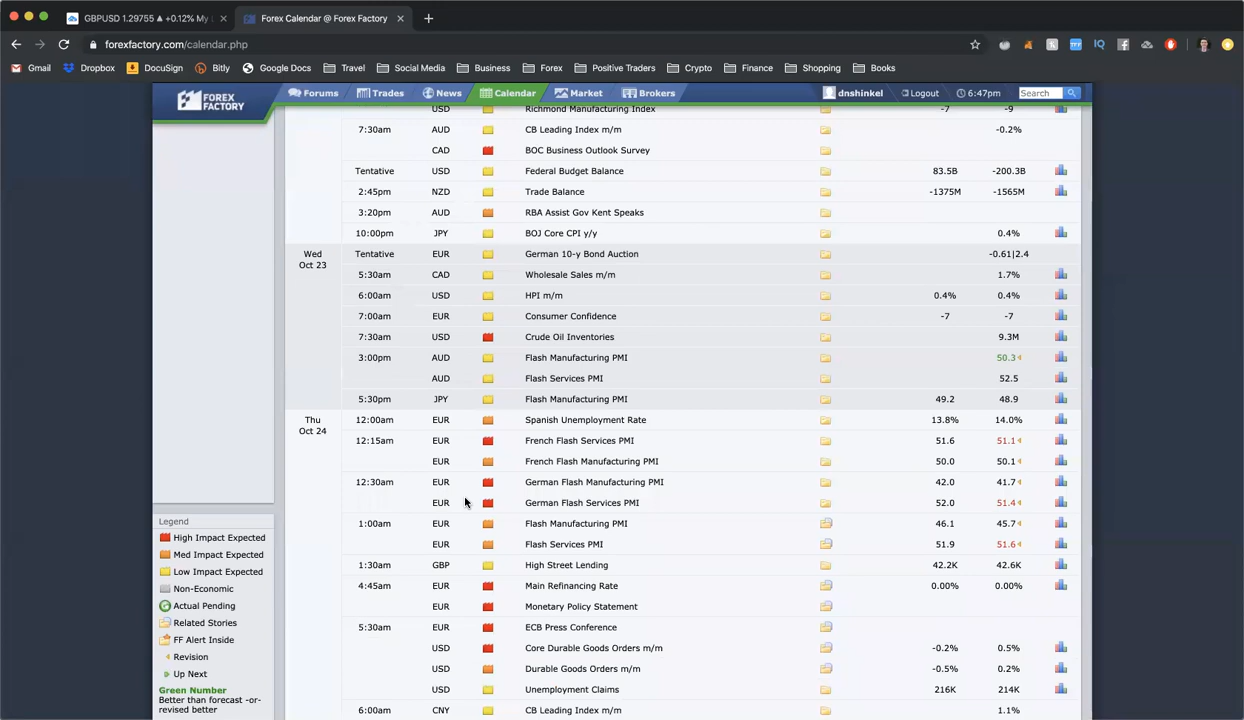 GBPUSD 1.29755 ▲ +0.12% My L
Forex Calendar @ Forex Factory
forexfactory.com/calendar.php
Gmail Dropbox DocuSign Bitly Google Docs Travel Social Media Business Forex Positive Traders Crypto Finance Shopping Books
FOREX FACTORY Forums Trades News Calendar Market Brokers dnshinkel Logout 6:47pm Search
USD Richmond Manufacturing Index -7 -9
7:30am AUD CB Leading Index m/m -0.2%
CAD BOC Business Outlook Survey
Tentative USD Federal Budget Balance 83.5B -200.3B
2:45pm NZD Trade Balance -1375M -1565M
3:20pm AUD RBA Assist Gov Kent Speaks
10:00pm JPY BOJ Core CPI y/y 0.4%
Wed Oct 23 Tentative EUR German 10-y Bond Auction -0.61|2.4
5:30am CAD Wholesale Sales m/m 1.7%
6:00am USD HPI m/m 0.4% 0.4%
7:00am EUR Consumer Confidence -7 -7
7:30am USD Crude Oil Inventories 9.3M
3:00pm AUD Flash Manufacturing PMI 50.3
AUD Flash Services PMI 52.5
5:30pm JPY Flash Manufacturing PMI 49.2 48.9
Thu Oct 24 12:00am EUR Spanish Unemployment Rate 13.8% 14.0%
12:15am EUR French Flash Services PMI 51.6 51.1
EUR French Flash Manufacturing PMI 50.0 50.1
12:30am EUR German Flash Manufacturing PMI 42.0 41.7
EUR German Flash Services PMI 52.0 51.4
1:00am EUR Flash Manufacturing PMI 46.1 45.7
EUR Flash Services PMI 51.9 51.6
1:30am GBP High Street Lending 42.2K 42.6K
4:45am EUR Main Refinancing Rate 0.00% 0.00%
EUR Monetary Policy Statement
5:30am EUR ECB Press Conference
USD Core Durable Goods Orders m/m -0.2% 0.5%
USD Durable Goods Orders m/m -0.5% 0.2%
USD Unemployment Claims 216K 214K
6:00am CNY CB Leading Index m/m 1.1%
Legend
High Impact Expected
Med Impact Expected
Low Impact Expected
Non-Economic
Actual Pending
Related Stories
FF Alert Inside
Revision
Up Next
Green Number
Better than forecast -or-
revised better